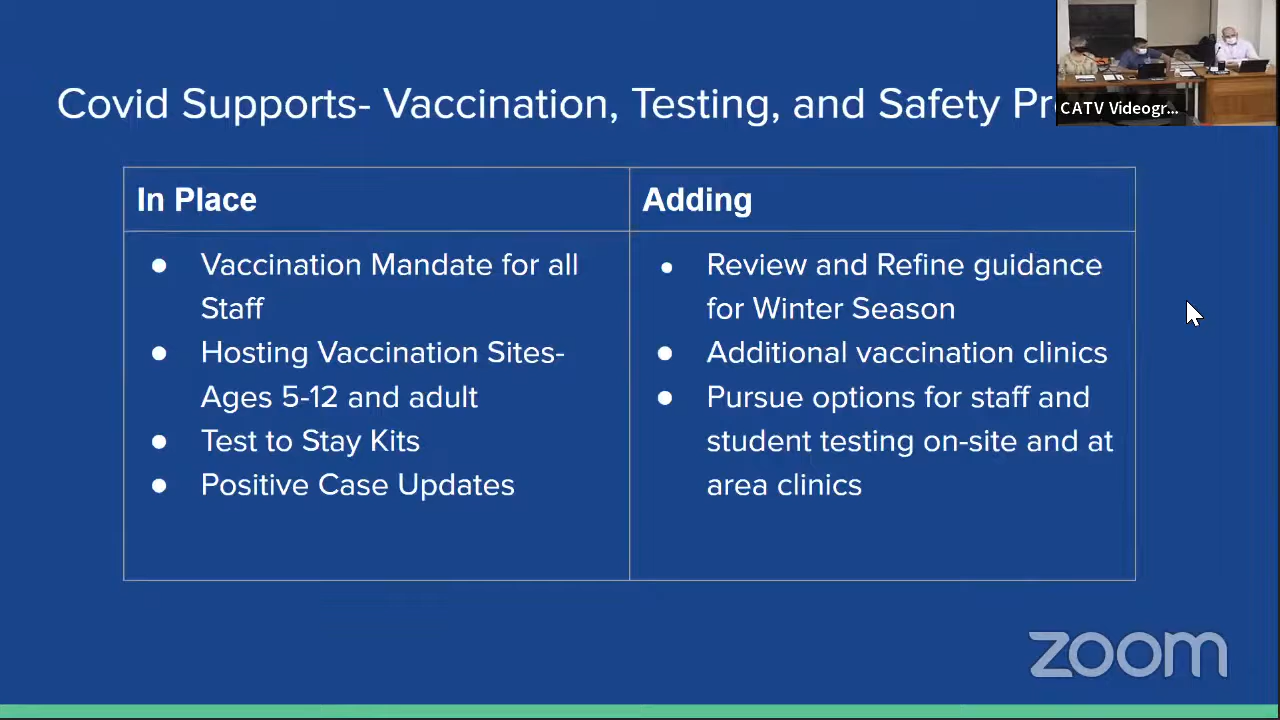 Covid Supports- Vaccination, Testing, and Safety
CATV Videogr...
In Place
Adding
● Vaccination Mandate for all
Staff
● Hosting Vaccination Sites-
Ages 5-12 and adult
● Test to Stay Kits
● Positive Case Updates
● Review and Refine guidance
for Winter Season
● Additional vaccination clinics
● Pursue options for staff and
student testing on-site and at
area clinics
zoom